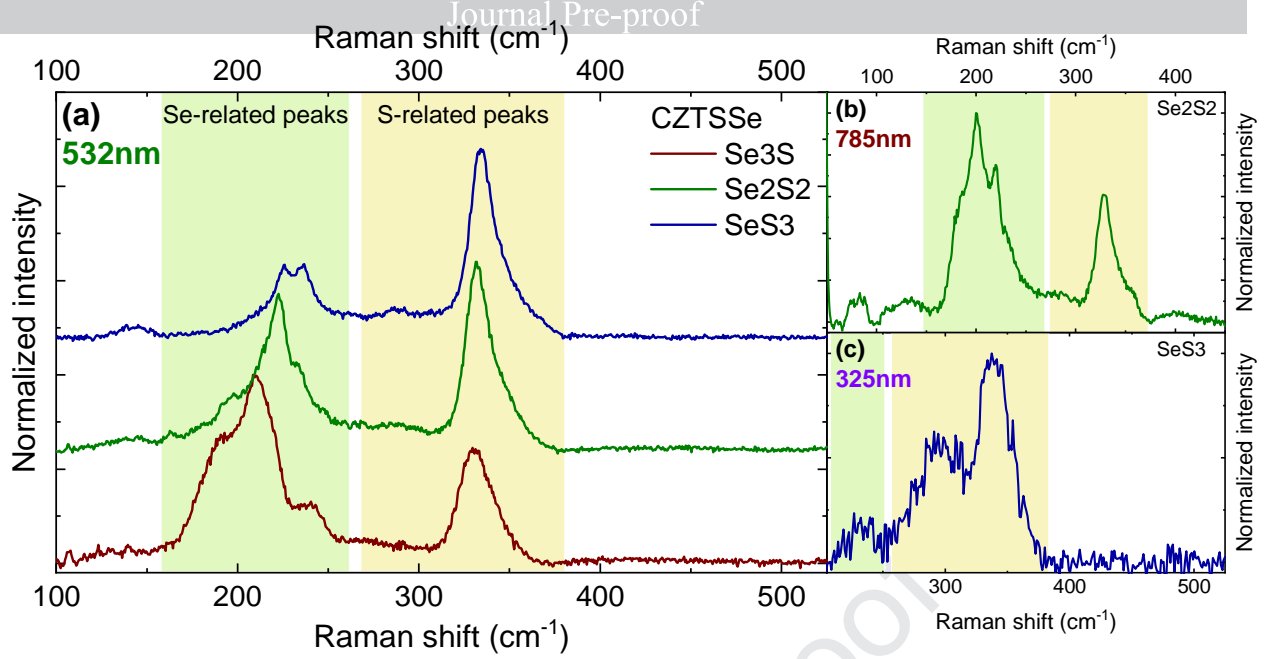 Journal Pre-proof
Raman shift (cm-1)
100 200 300 400 500
(a) Se-related peaks S-related peaks
532nm
CZTSSe
Se3S
Se2S2
SeS3
Normalized intensity
100 200 300 400 500
Raman shift (cm-1)
Raman shift (cm-1)
100 200 300 400
(b) Se2S2
785nm
Normalized intensity
(c) SeS3
325nm
Normalized intensity
300 400 500
Raman shift (cm-1)